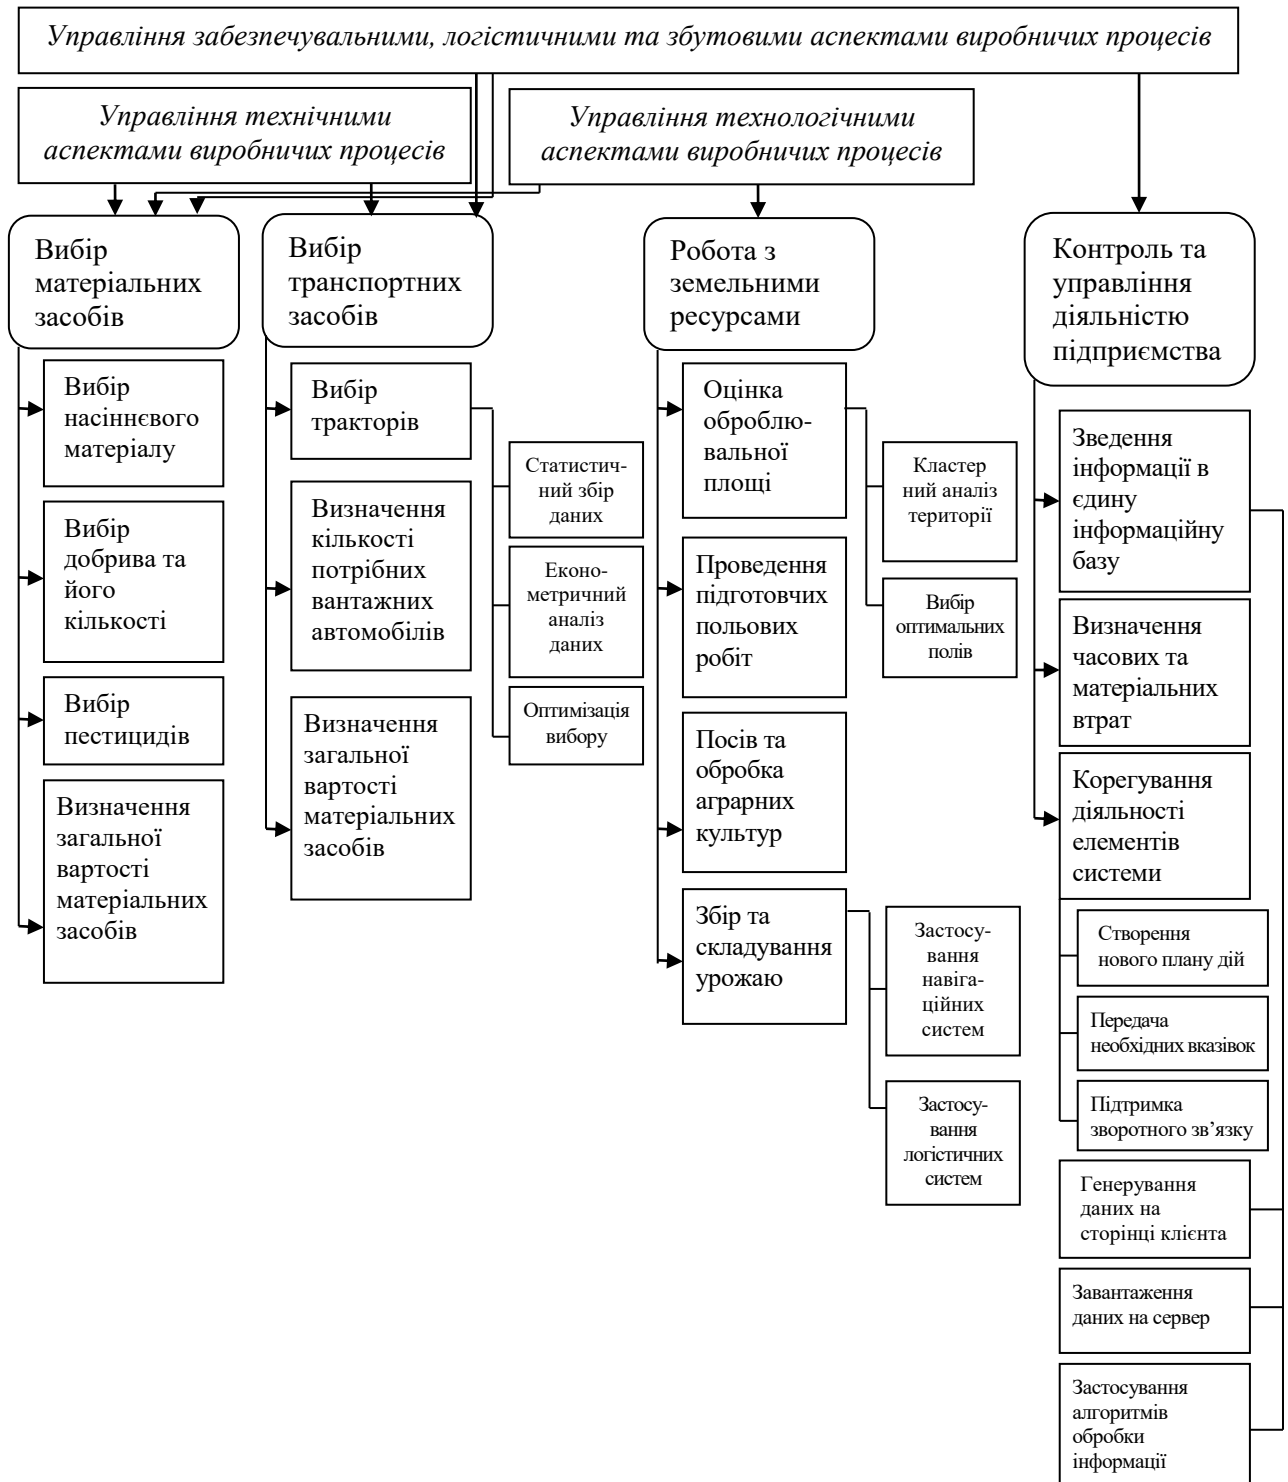 Управління забезпечувальними, логістичними та збутовими аспектами виробничих процесів
Управління технічними
аспектами виробничих процесів
Управління технологічними
аспектами виробничих процесів
Вибір
матеріальних
засобів
Вибір
насіннєвого
матеріалу
Вибір
добрива та
його
кількості
Вибір
пестицидів
Визначення
загальної
вартості
матеріальних
засобів
Вибір
транспортних
засобів
Вибір
тракторів
Статистич-
ний збір
даних
Еконо-
метричний
аналіз
даних
Оптимізація
вибору
Визначення
кількості
потрібних
вантажних
автомобілів
Визначення
загальної
вартості
матеріальних
засобів
Робота з
земельними
ресурсами
Оцінка
оброблю-
вальної
площі
Кластер
ний аналіз
території
Вибір
оптимальних
полів
Проведення
підготовчих
польових
робіт
Посів та
обробка
аграрних
культур
Збір та
складування
урожаю
Застосу-
вання
навіга-
ційних
систем
Застосу-
вання
логістичних
систем
Контроль та
управління
діяльністю
підприємства
Зведення
інформації в
єдину
інформаційну
базу
Визначення
часових та
матеріальних
втрат
Корегування
діяльності
елементів
системи
Створення
нового плану дій
Передача
необхідних вказівок
Підтримка
зворотного зв’язку
Генерування
даних на
сторінці клієнта
Завантаження
даних на сервер
Застосування
алгоритмів
обробки
інформації